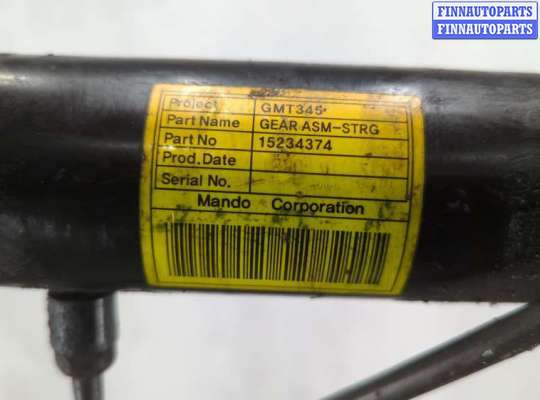 FINNAUTOPARTS
FINNAUTOPARTS
Project GMT345
Part Name GEAR ASM-STRG
Part No 15234374
Prod.Date
Serial No.
Mando Corporation